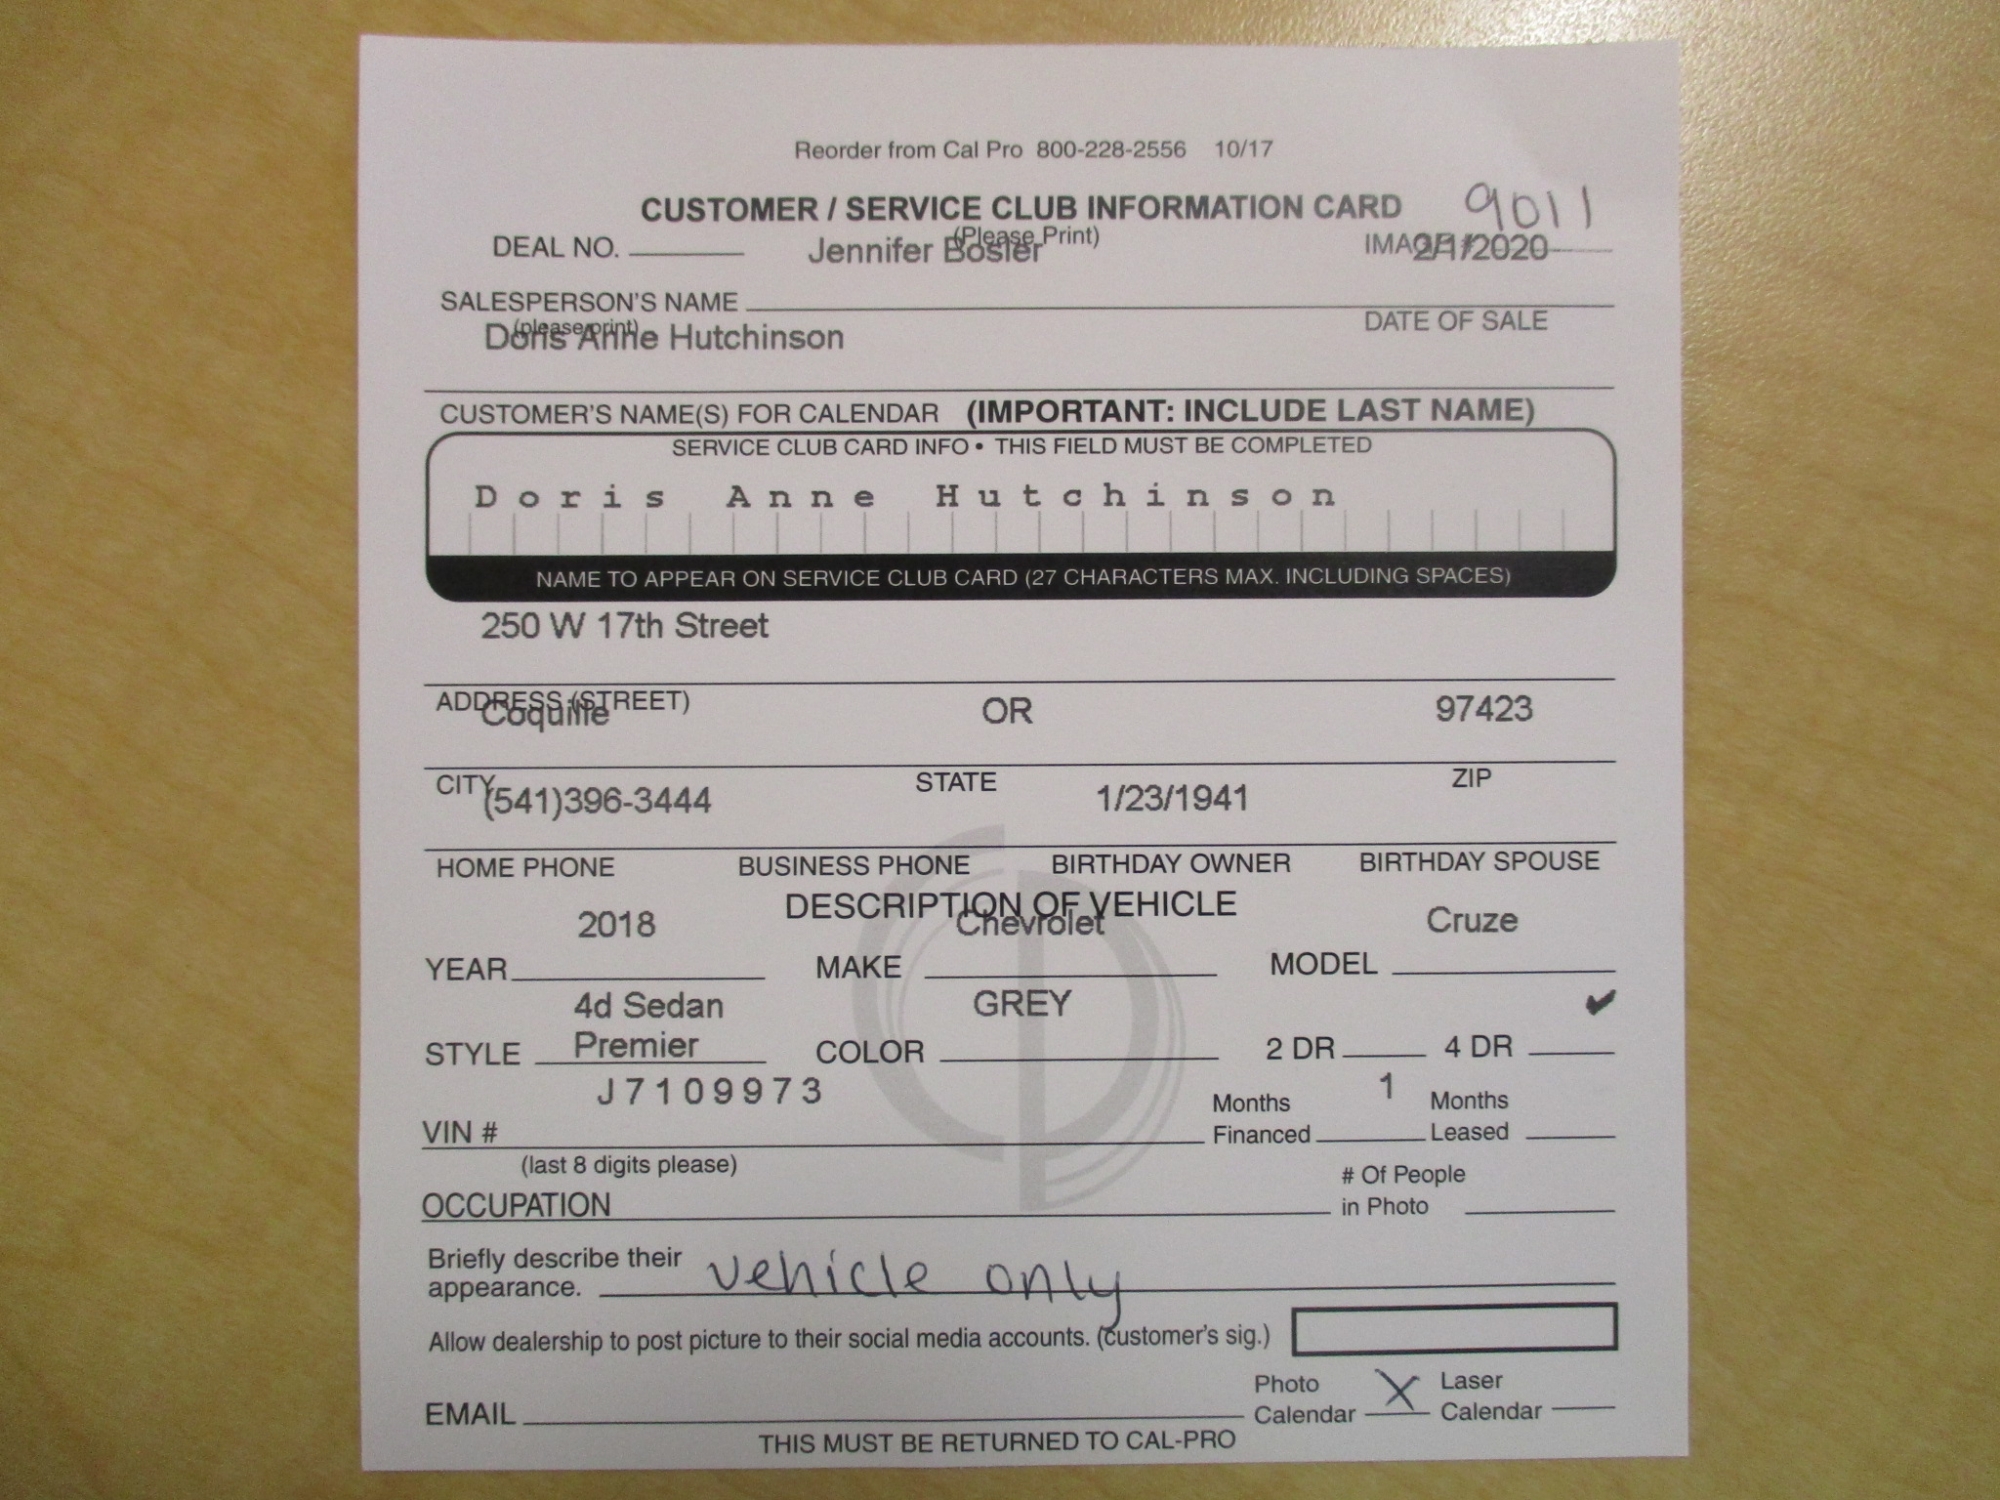 Reorder from Cal Pro 800-228-2556 10/17
CUSTOMER / SERVICE CLUB INFORMATION CARD 9011
(Please Print)
DEAL NO. Jennifer Bosler IMAGE # 2/1/2020
SALESPERSON'S NAME
(please print) DATE OF SALE
Doris Anne Hutchinson
CUSTOMER'S NAME(S) FOR CALENDAR (IMPORTANT: INCLUDE LAST NAME)
SERVICE CLUB CARD INFO • THIS FIELD MUST BE COMPLETED
Doris Anne Hutchinson
NAME TO APPEAR ON SERVICE CLUB CARD (27 CHARACTERS MAX. INCLUDING SPACES)
250 W 17th Street
ADDRESS (STREET)
Coquille OR 97423
CITY STATE ZIP
(541)396-3444 1/23/1941
HOME PHONE BUSINESS PHONE BIRTHDAY OWNER BIRTHDAY SPOUSE
DESCRIPTION OF VEHICLE
2018 Chevrolet Cruze
YEAR MAKE MODEL
4d Sedan GREY ✔
STYLE Premier COLOR 2 DR 4 DR
J7109973 1
VIN # Months Financed Months Leased
(last 8 digits please)
OCCUPATION # Of People in Photo
Briefly describe their
appearance. vehicle only
Allow dealership to post picture to their social media accounts. (customer's sig.)
EMAIL Photo Calendar X Laser Calendar
THIS MUST BE RETURNED TO CAL-PRO